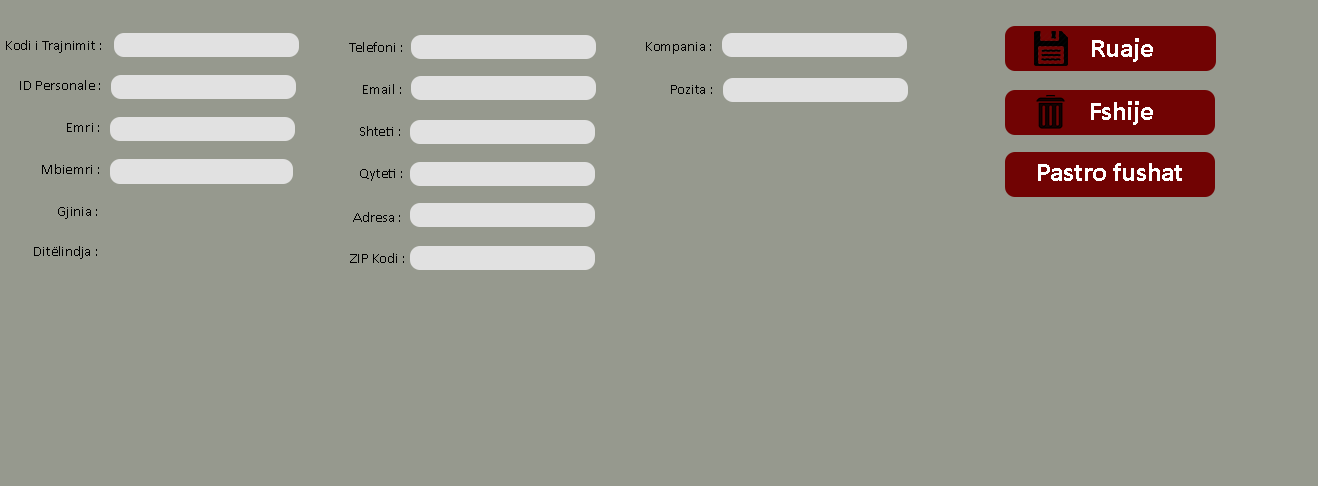 Kodi i Trajnimit :
ID Personale :
Emri :
Mbiemri :
Gjinia :
Ditëlindja :
Telefoni :
Email :
Shteti :
Qyteti :
Adresa :
ZIP Kodi :
Kompania :
Pozita :
Ruaje
Fshije
Pastro fushat